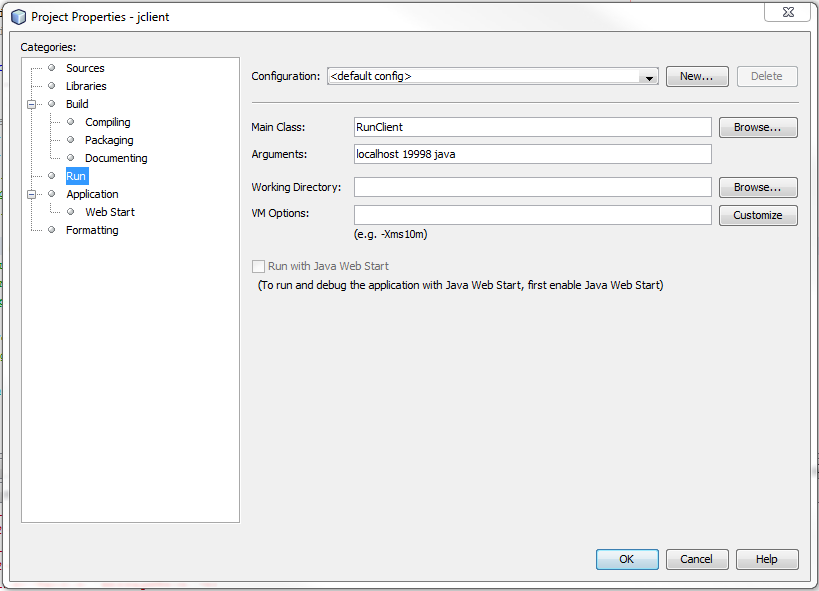 Project Properties - jclient
Categories:
Sources
Libraries
Build
Compiling
Packaging
Documenting
Run
Application
Web Start
Formatting
Configuration: <default config> New... Delete
Main Class: RunClient Browse...
Arguments: localhost 19998 java
Working Directory: Browse...
VM Options: Customize
(e.g. -Xms10m)
Run with Java Web Start
(To run and debug the application with Java Web Start, first enable Java Web Start)
OK Cancel Help